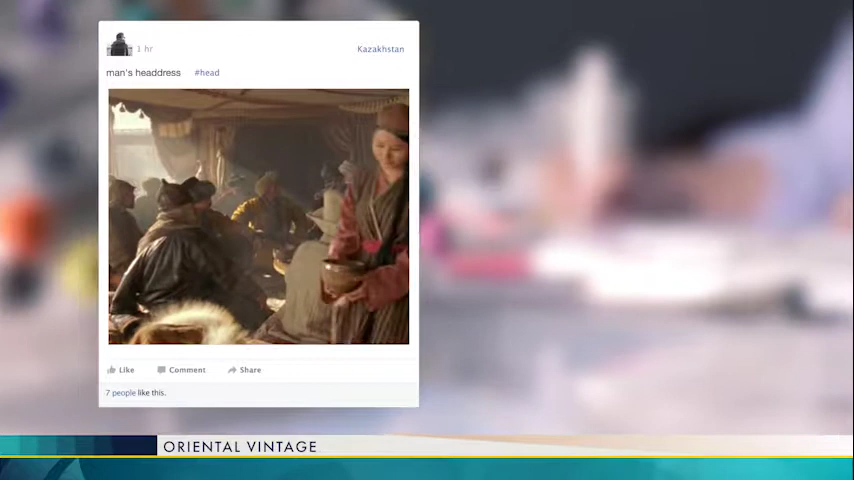 1 hr
Kazakhstan
man's headdress #head
Like Comment Share
7 people like this.
ORIENTAL VINTAGE